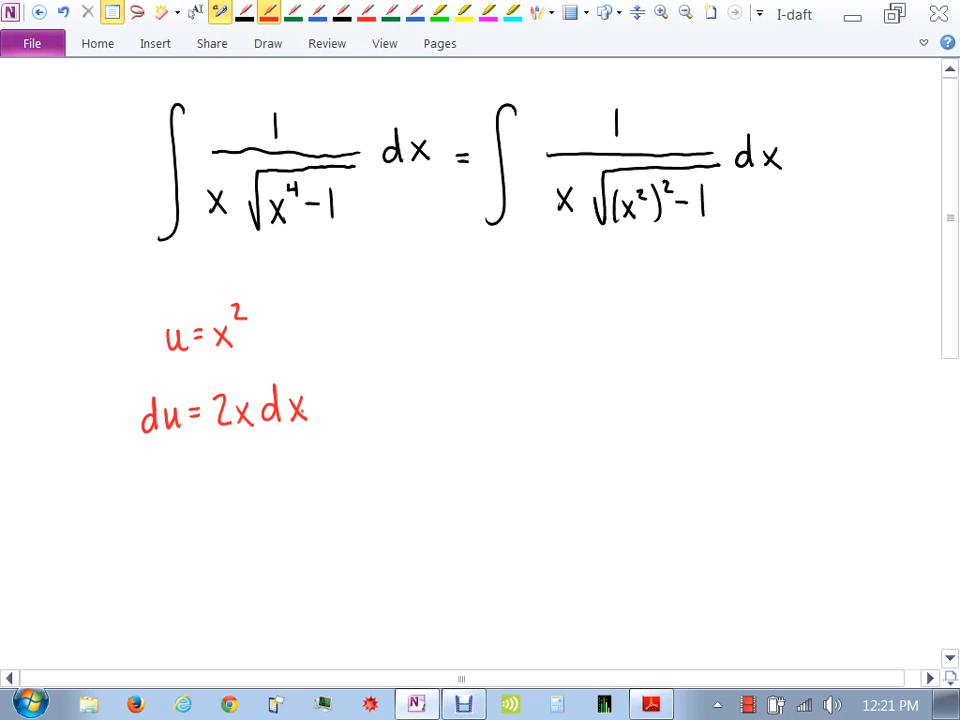 I-daft
File Home Insert Share Draw Review View Pages
∫ 1/(x√(x⁴-1)) dx = ∫ 1/(x√((x²)²-1)) dx
u = x²
du = 2x dx
12:21 PM